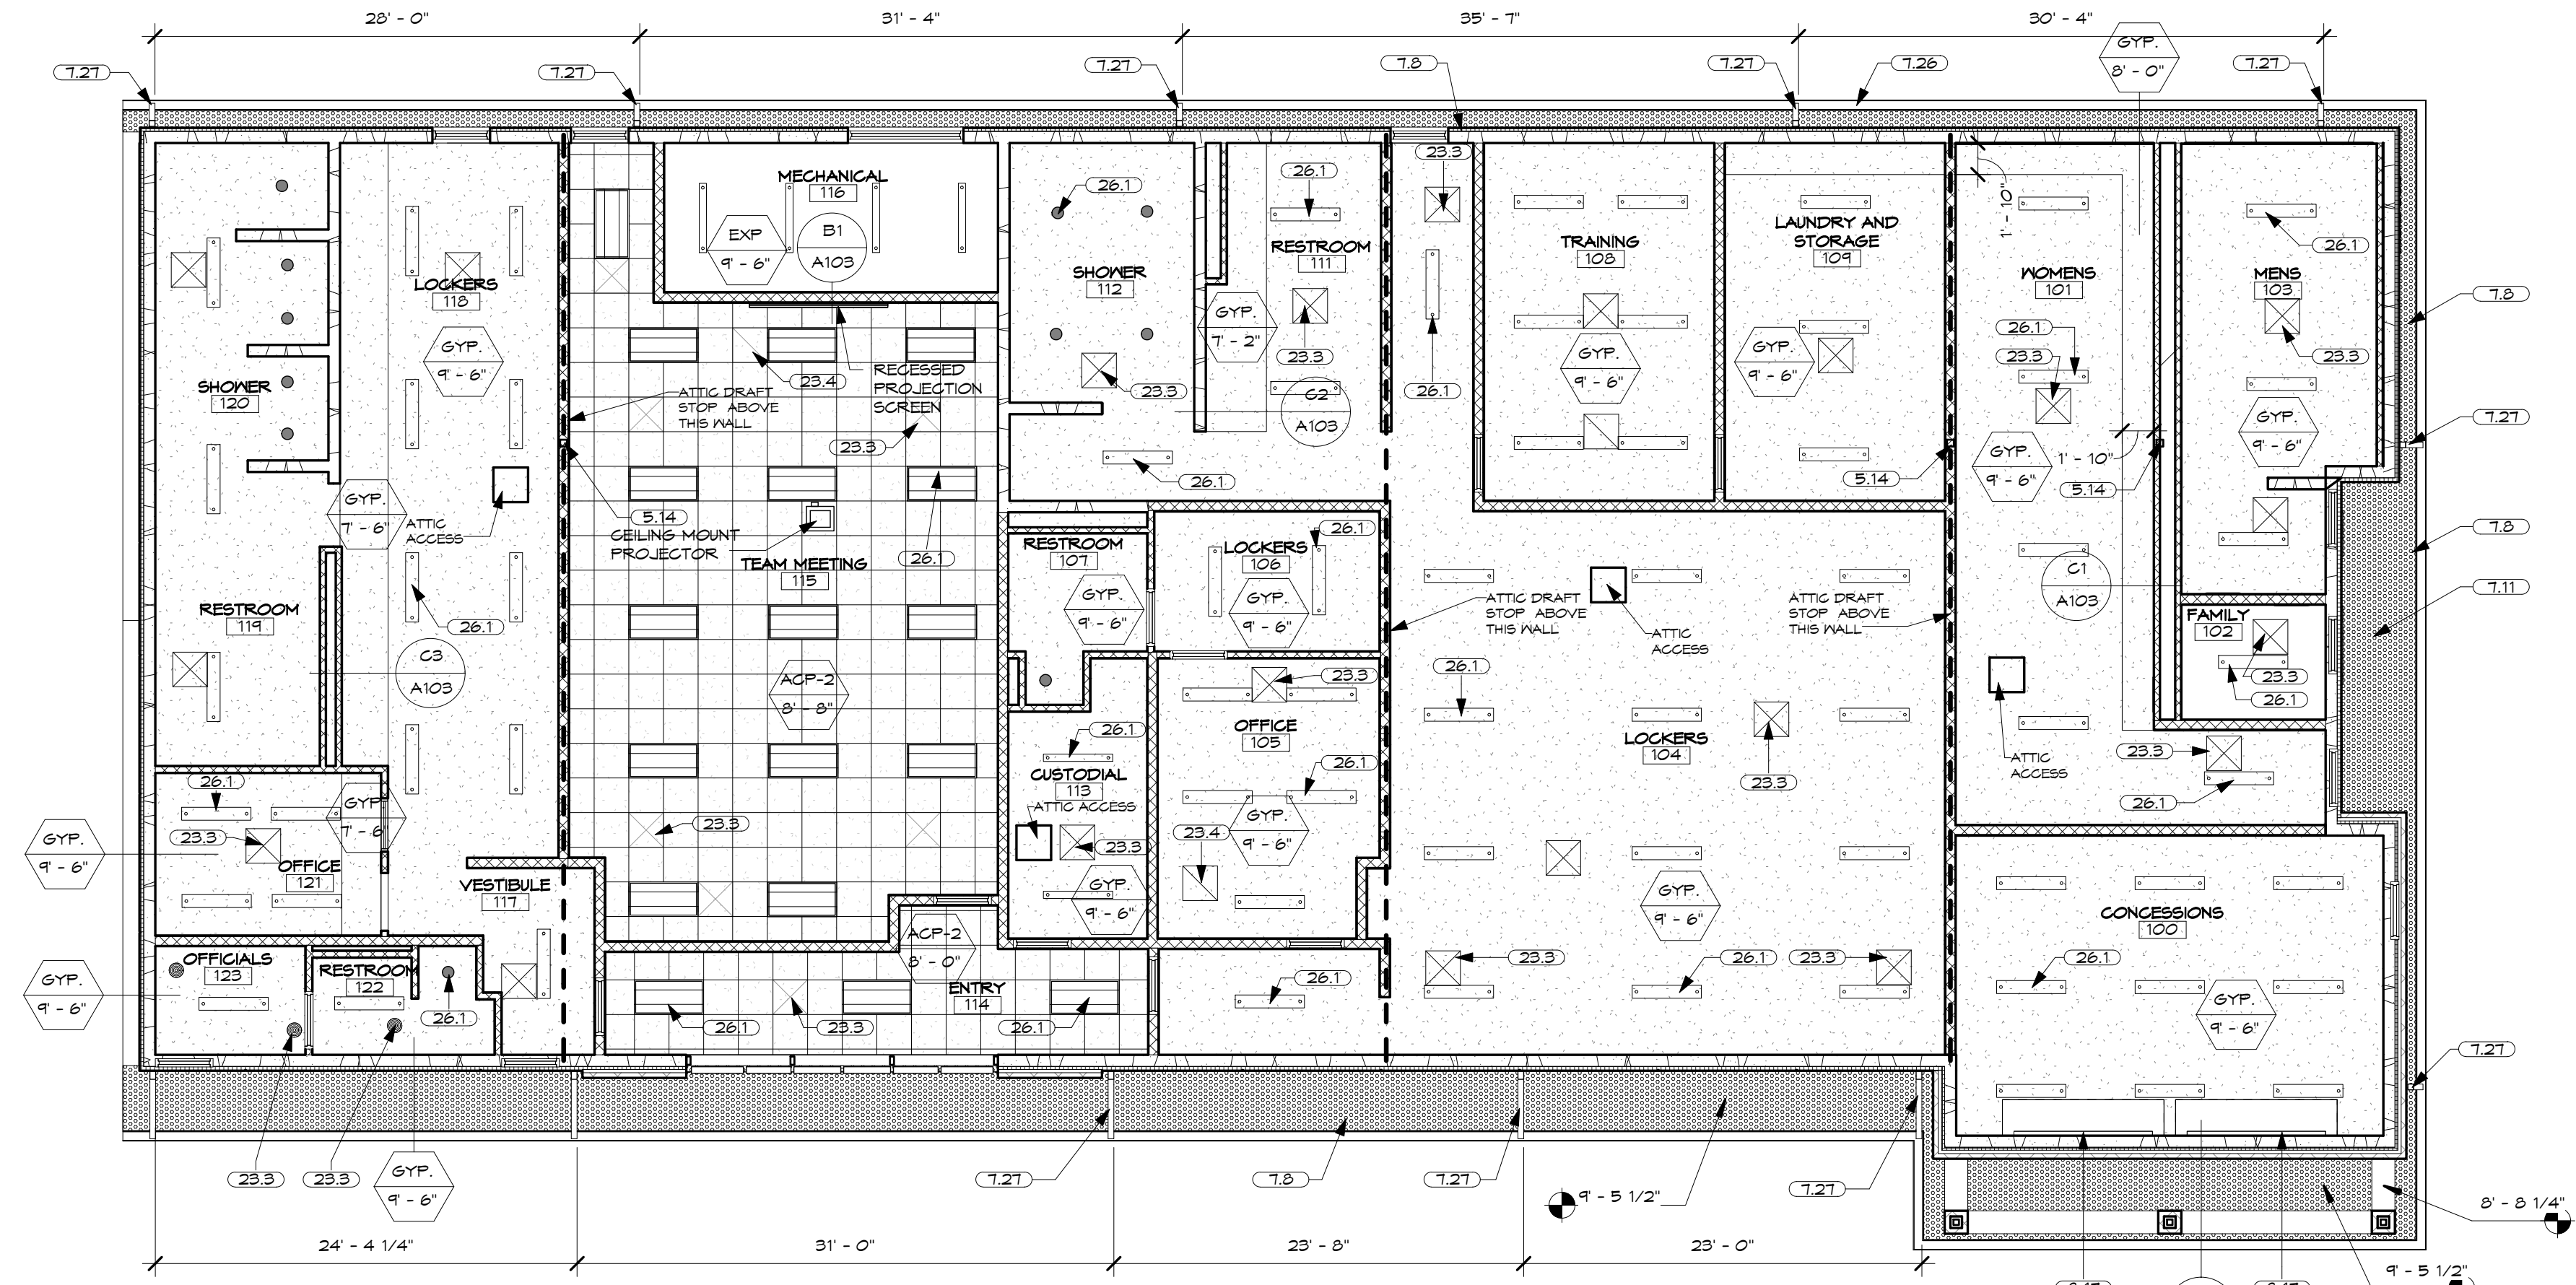 28' - 0"
31' - 4"
35' - 7"
30' - 4"
GYP.
8' - 0"
7.27
7.27
7.27
7.8
7.27
7.26
7.27
23.3
MECHANICAL
116
26.1
26.1
EXP
9' - 6"
B1
A103
RESTROOM
111
TRAINING
108
LAUNDRY AND
STORAGE
109
1' - 10"
26.1
LOCKERS
118
SHOWER
112
WOMENS
101
MENS
103
7.8
GYP.
9' - 6"
GYP.
7' - 2"
23.3
GYP.
9' - 6"
GYP.
9' - 6"
26.1
23.3
23.3
RECESSED
PROJECTION
SCREEN
23.4
ATTIC DRAFT
STOP ABOVE
THIS WALL
23.3
23.3
26.1
C2
A103
SHOWER
120
GYP.
9' - 6"
7.27
GYP.
9' - 6"
1' - 10"
5.14
5.14
26.1
GYP.
7' - 6"
ATTIC
ACCESS
5.14
CEILING MOUNT
PROJECTOR
26.1
TEAM MEETING
115
RESTROOM
107
LOCKERS
106
26.1
7.8
GYP.
9' - 6"
GYP.
9' - 6"
C1
A103
7.11
RESTROOM
119
26.1
ATTIC DRAFT
STOP ABOVE
THIS WALL
ATTIC
ACCESS
ATTIC DRAFT
STOP ABOVE
THIS WALL
FAMILY
102
C3
A103
ACP-2
8' - 8"
23.3
26.1
23.3
26.1
OFFICE
105
26.1
LOCKERS
104
23.3
ATTIC
ACCESS
23.3
26.1
26.1
CUSTODIAL
113
ATTIC ACCESS
26.1
26.1
23.3
GYP.
7' - 6"
23.3
23.3
23.4
GYP.
9' - 6"
GYP.
9' - 6"
OFFICE
121
VESTIBULE
117
GYP.
9' - 6"
GYP.
9' - 6"
CONCESSIONS
100
ACP-2
8' - 0"
OFFICIALS
123
RESTROOM
122
GYP.
9' - 6"
26.1
26.1
23.3
ENTRY
114
26.1
26.1
23.3
26.1
23.3
26.1
GYP.
9' - 6"
7.27
23.3
23.3
GYP.
9' - 6"
7.27
7.8
7.27
9' - 5 1/2"
7.27
8' - 8 1/4"
24' - 4 1/4"
31' - 0"
23' - 8"
23' - 0"
9' - 5 1/2"